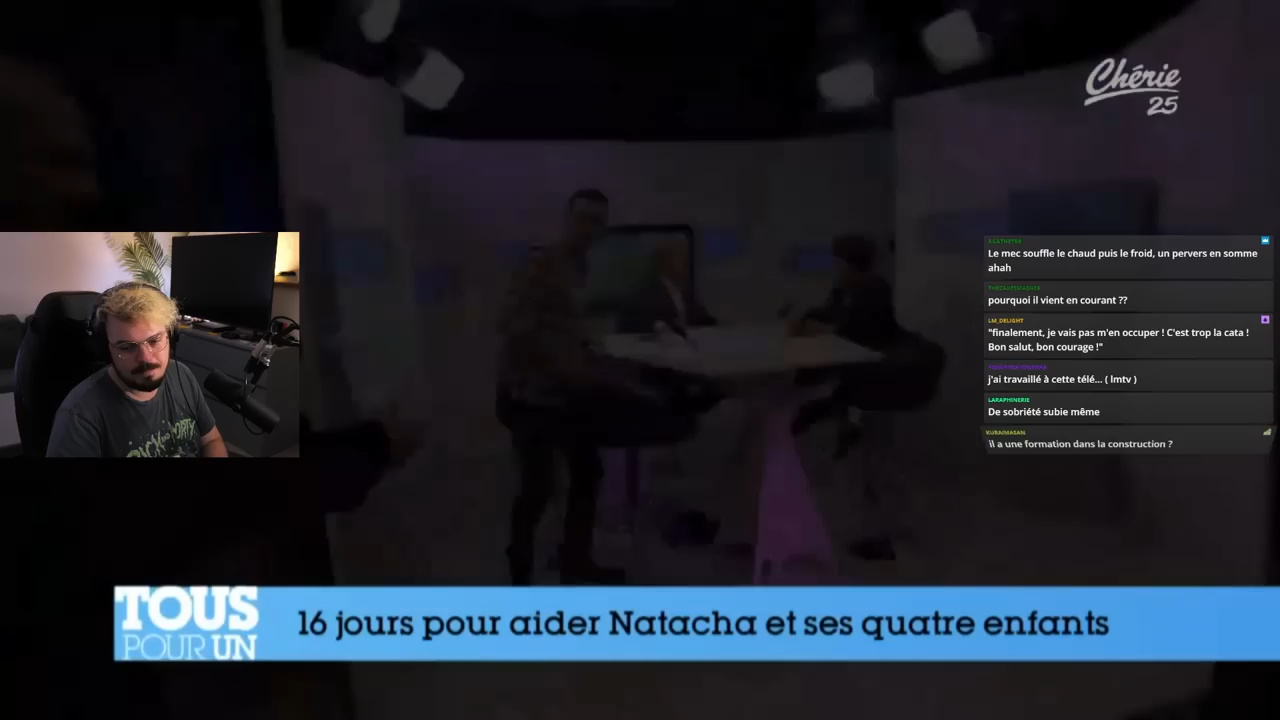 Chérie
25
Le mec souffle le chaud puis le froid, un pervers en somme
ahah
pourquoi il vient en courant ??
LM_DELIGHT
"finalement, je vais pas m'en occuper ! C'est trop la cata !
Bon salut, bon courage !"
j'ai travaillé à cette télé... ( lmtv )
LARAPHINERIE
De sobriété subie même
KURAIMASAN
\\ a une formation dans la construction ?
TOUS
POUR UN
16 jours pour aider Natacha et ses quatre enfants